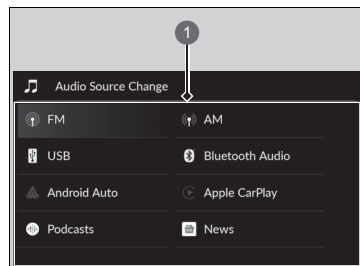 1
Audio Source Change
FM
AM
USB
Bluetooth Audio
Android Auto
Apple CarPlay
Podcasts
News